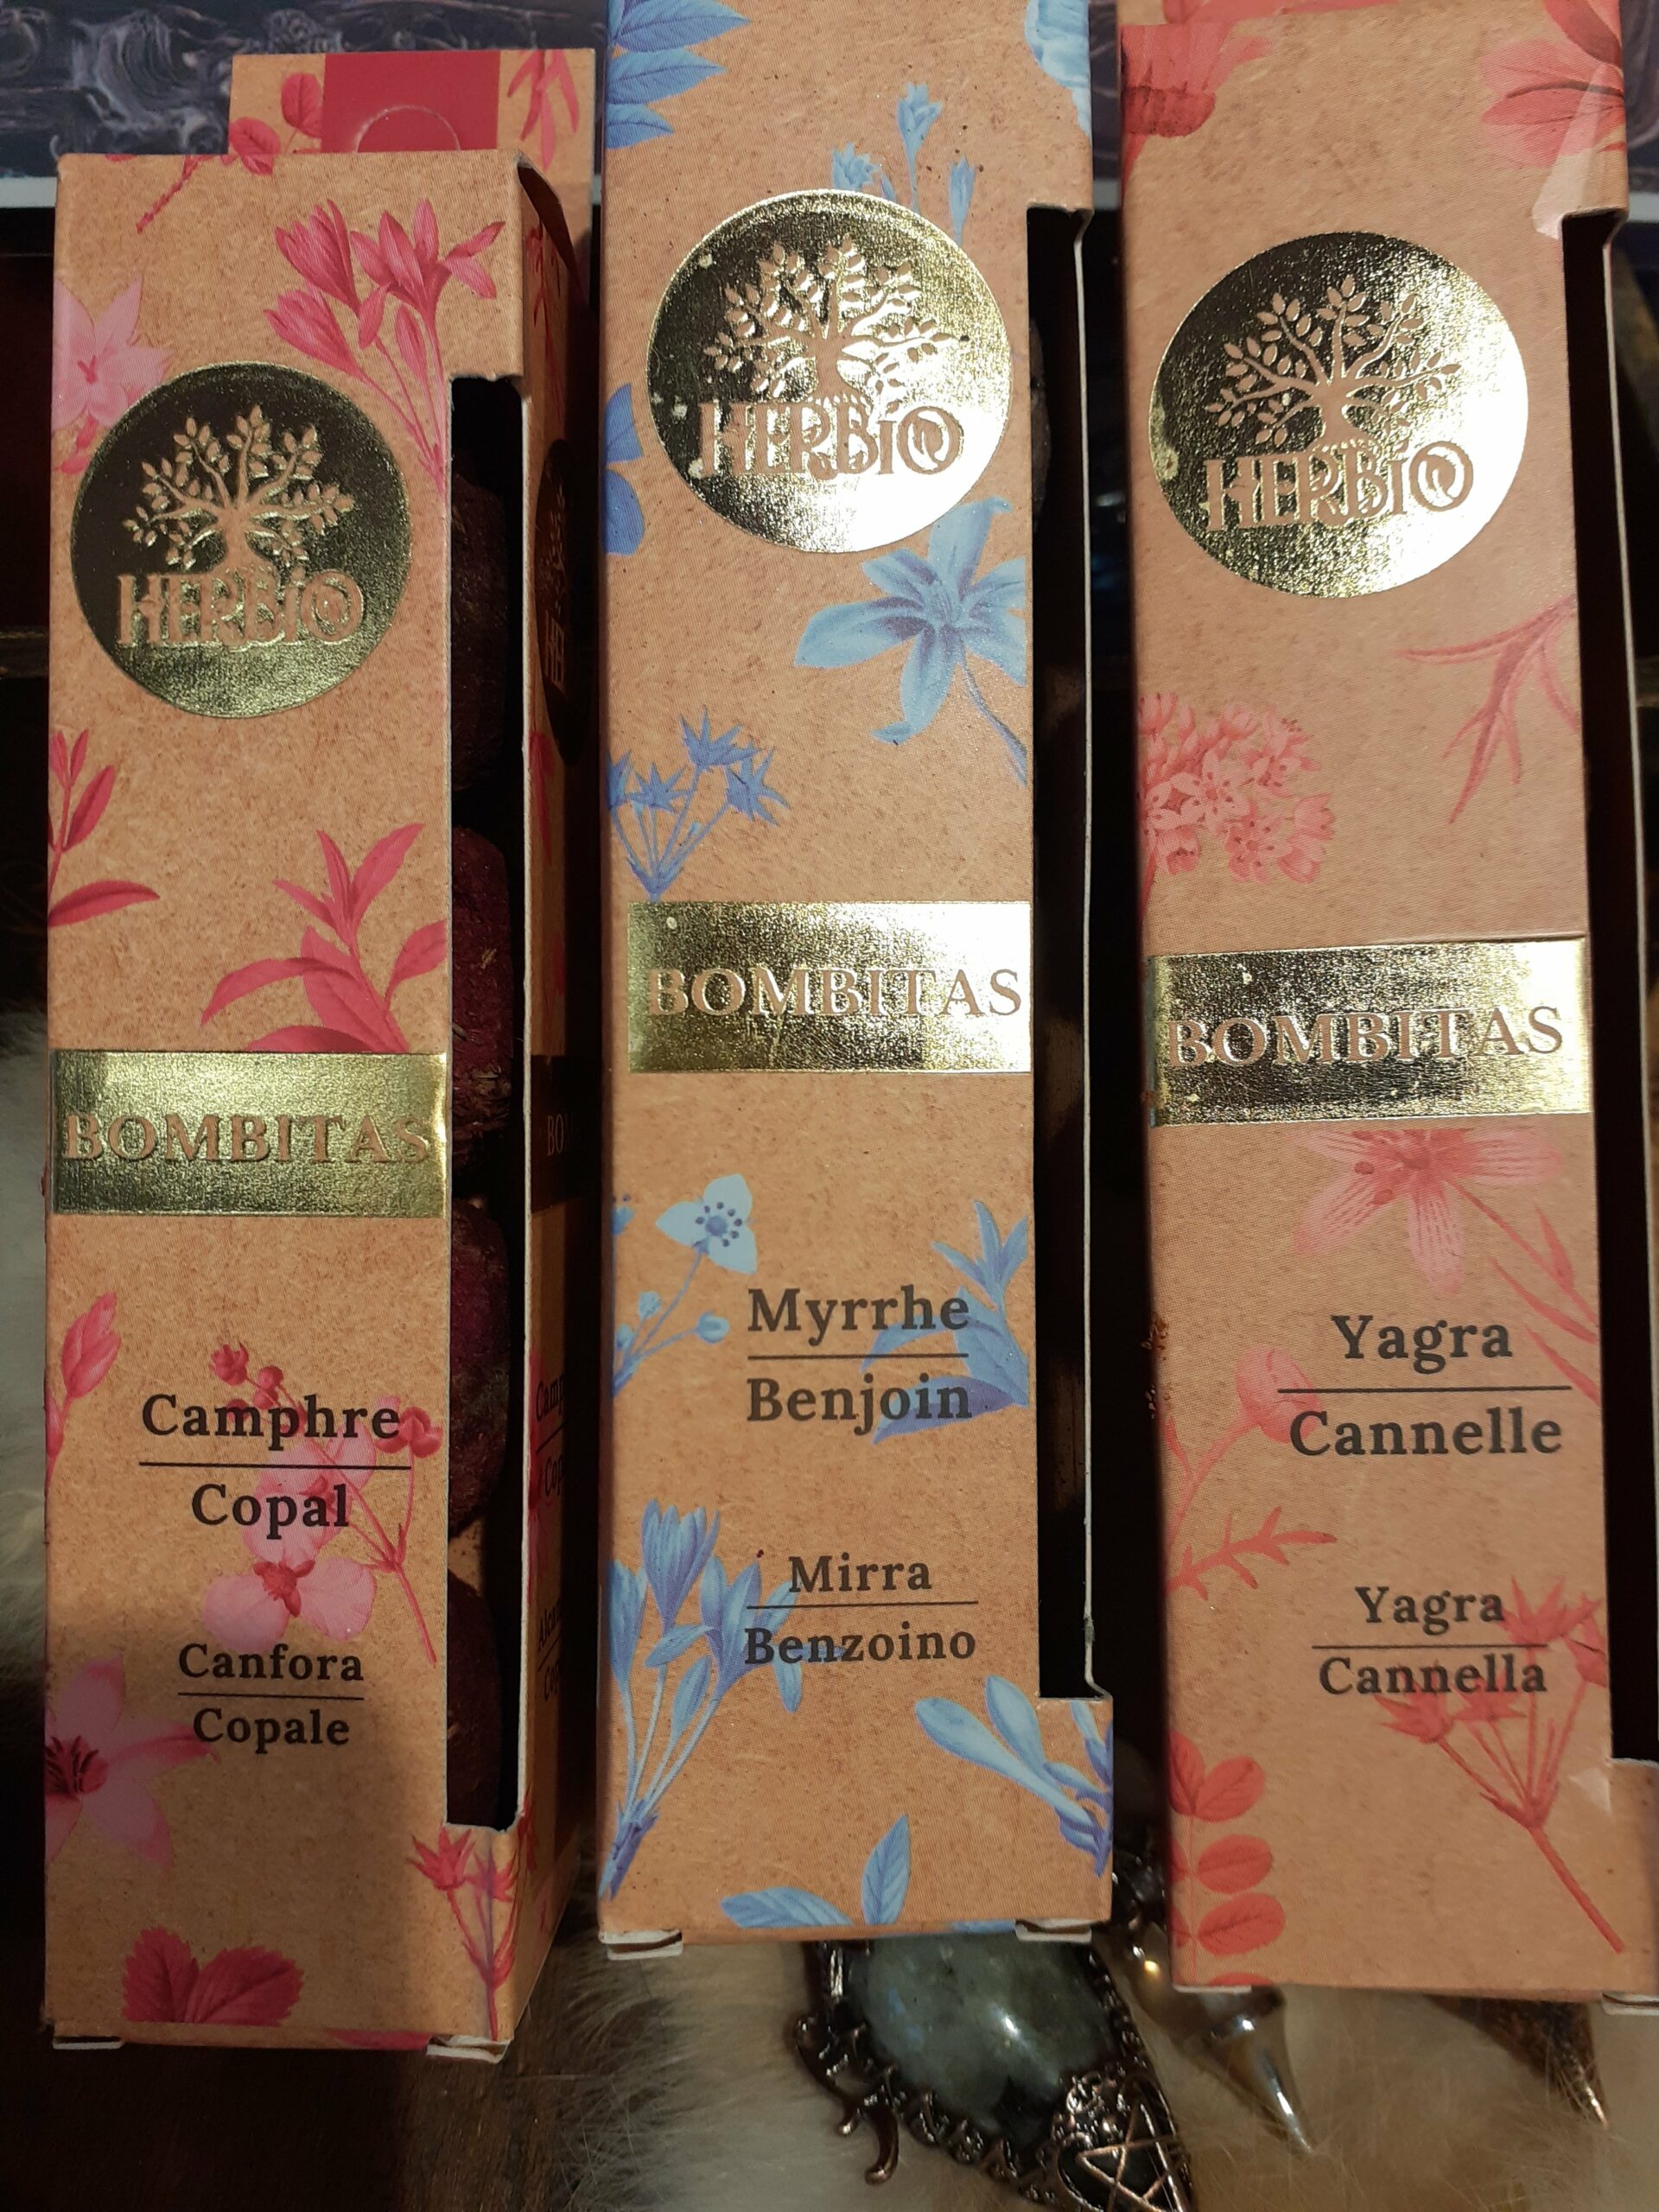 HERBiO
BOMBITAS
Camphre
Copal
Canfora
Copale
HERBiO
BOMBITAS
Myrrhe
Benjoin
Mirra
Benzoino
HERBiO
BOMBITAS
Yagra
Cannelle
Yagra
Cannella